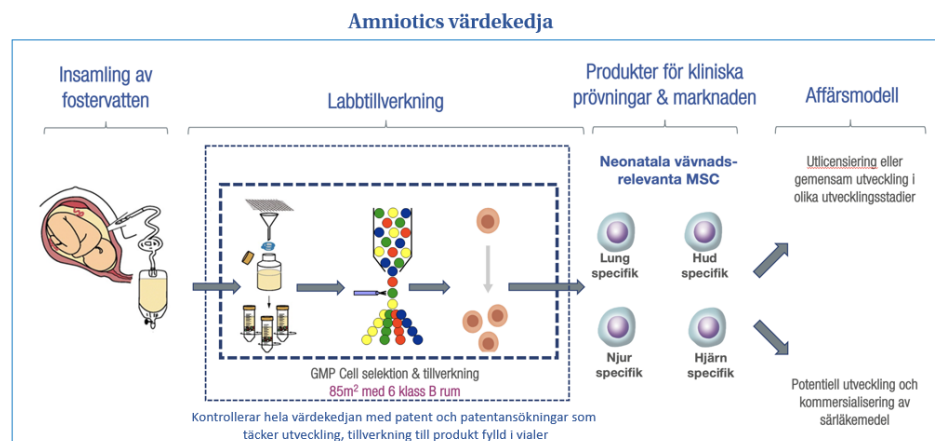 Amniotics värdekedja
Insamling av
fostervatten
Labbtillverkning
Produkter för kliniska
prövningar & marknaden
Affärsmodell
Neonatala vävnads-
relevanta MSC
Lung
specifik
Hud
specifik
Njur
specifik
Hjärn
specifik
Utlicensiering eller
gemensam utveckling i
olika utvecklingsstadier
Potentiell utveckling och
kommersialisering av
särläkemedel
GMP Cell selektion & tillverkning
85m² med 6 klass B rum
Kontrollerar hela värdekedjan med patent och patentansökningar som
täcker utveckling, tillverkning till produkt fylld i vialer